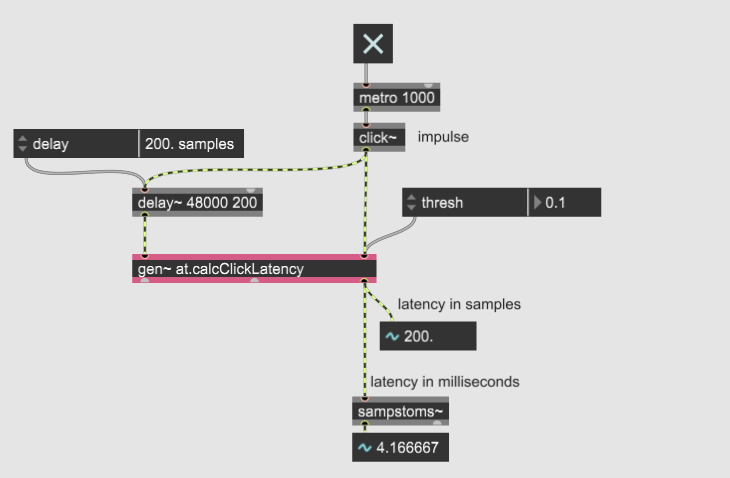 metro 1000
click~
impulse
delay
200. samples
delay~ 48000 200
thresh
0.1
gen~ at.calcClickLatency
latency in samples
200.
latency in milliseconds
sampstoms~
4.166667